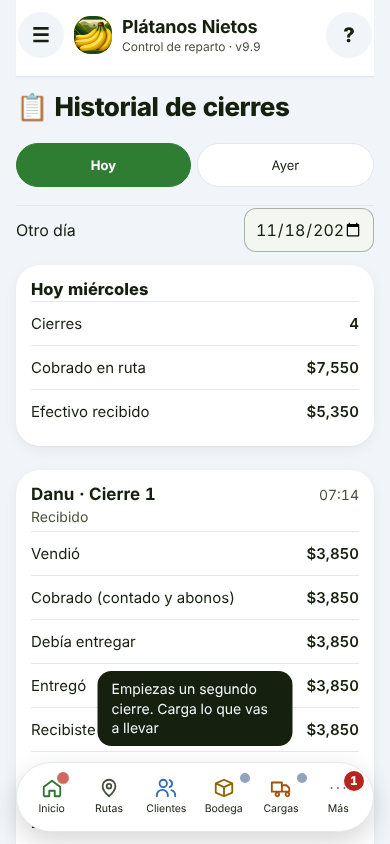 ☰
Plátanos Nietos
Control de reparto · v9.9
?
📋 Historial de cierres
Hoy
Ayer
Otro día
11/18/202
Hoy miércoles
Cierres
4
Cobrado en ruta
$7,550
Efectivo recibido
$5,350
Danu · Cierre 1
07:14
Recibido
Vendió
$3,850
Cobrado (contado y abonos)
$3,850
Debía entregar
$3,850
Entregó
$3,850
Recibiste
$3,850
Empiezas un segundo
cierre. Carga lo que vas
a llevar
Inicio
Rutas
Clientes
Bodega
Cargas
1
Más